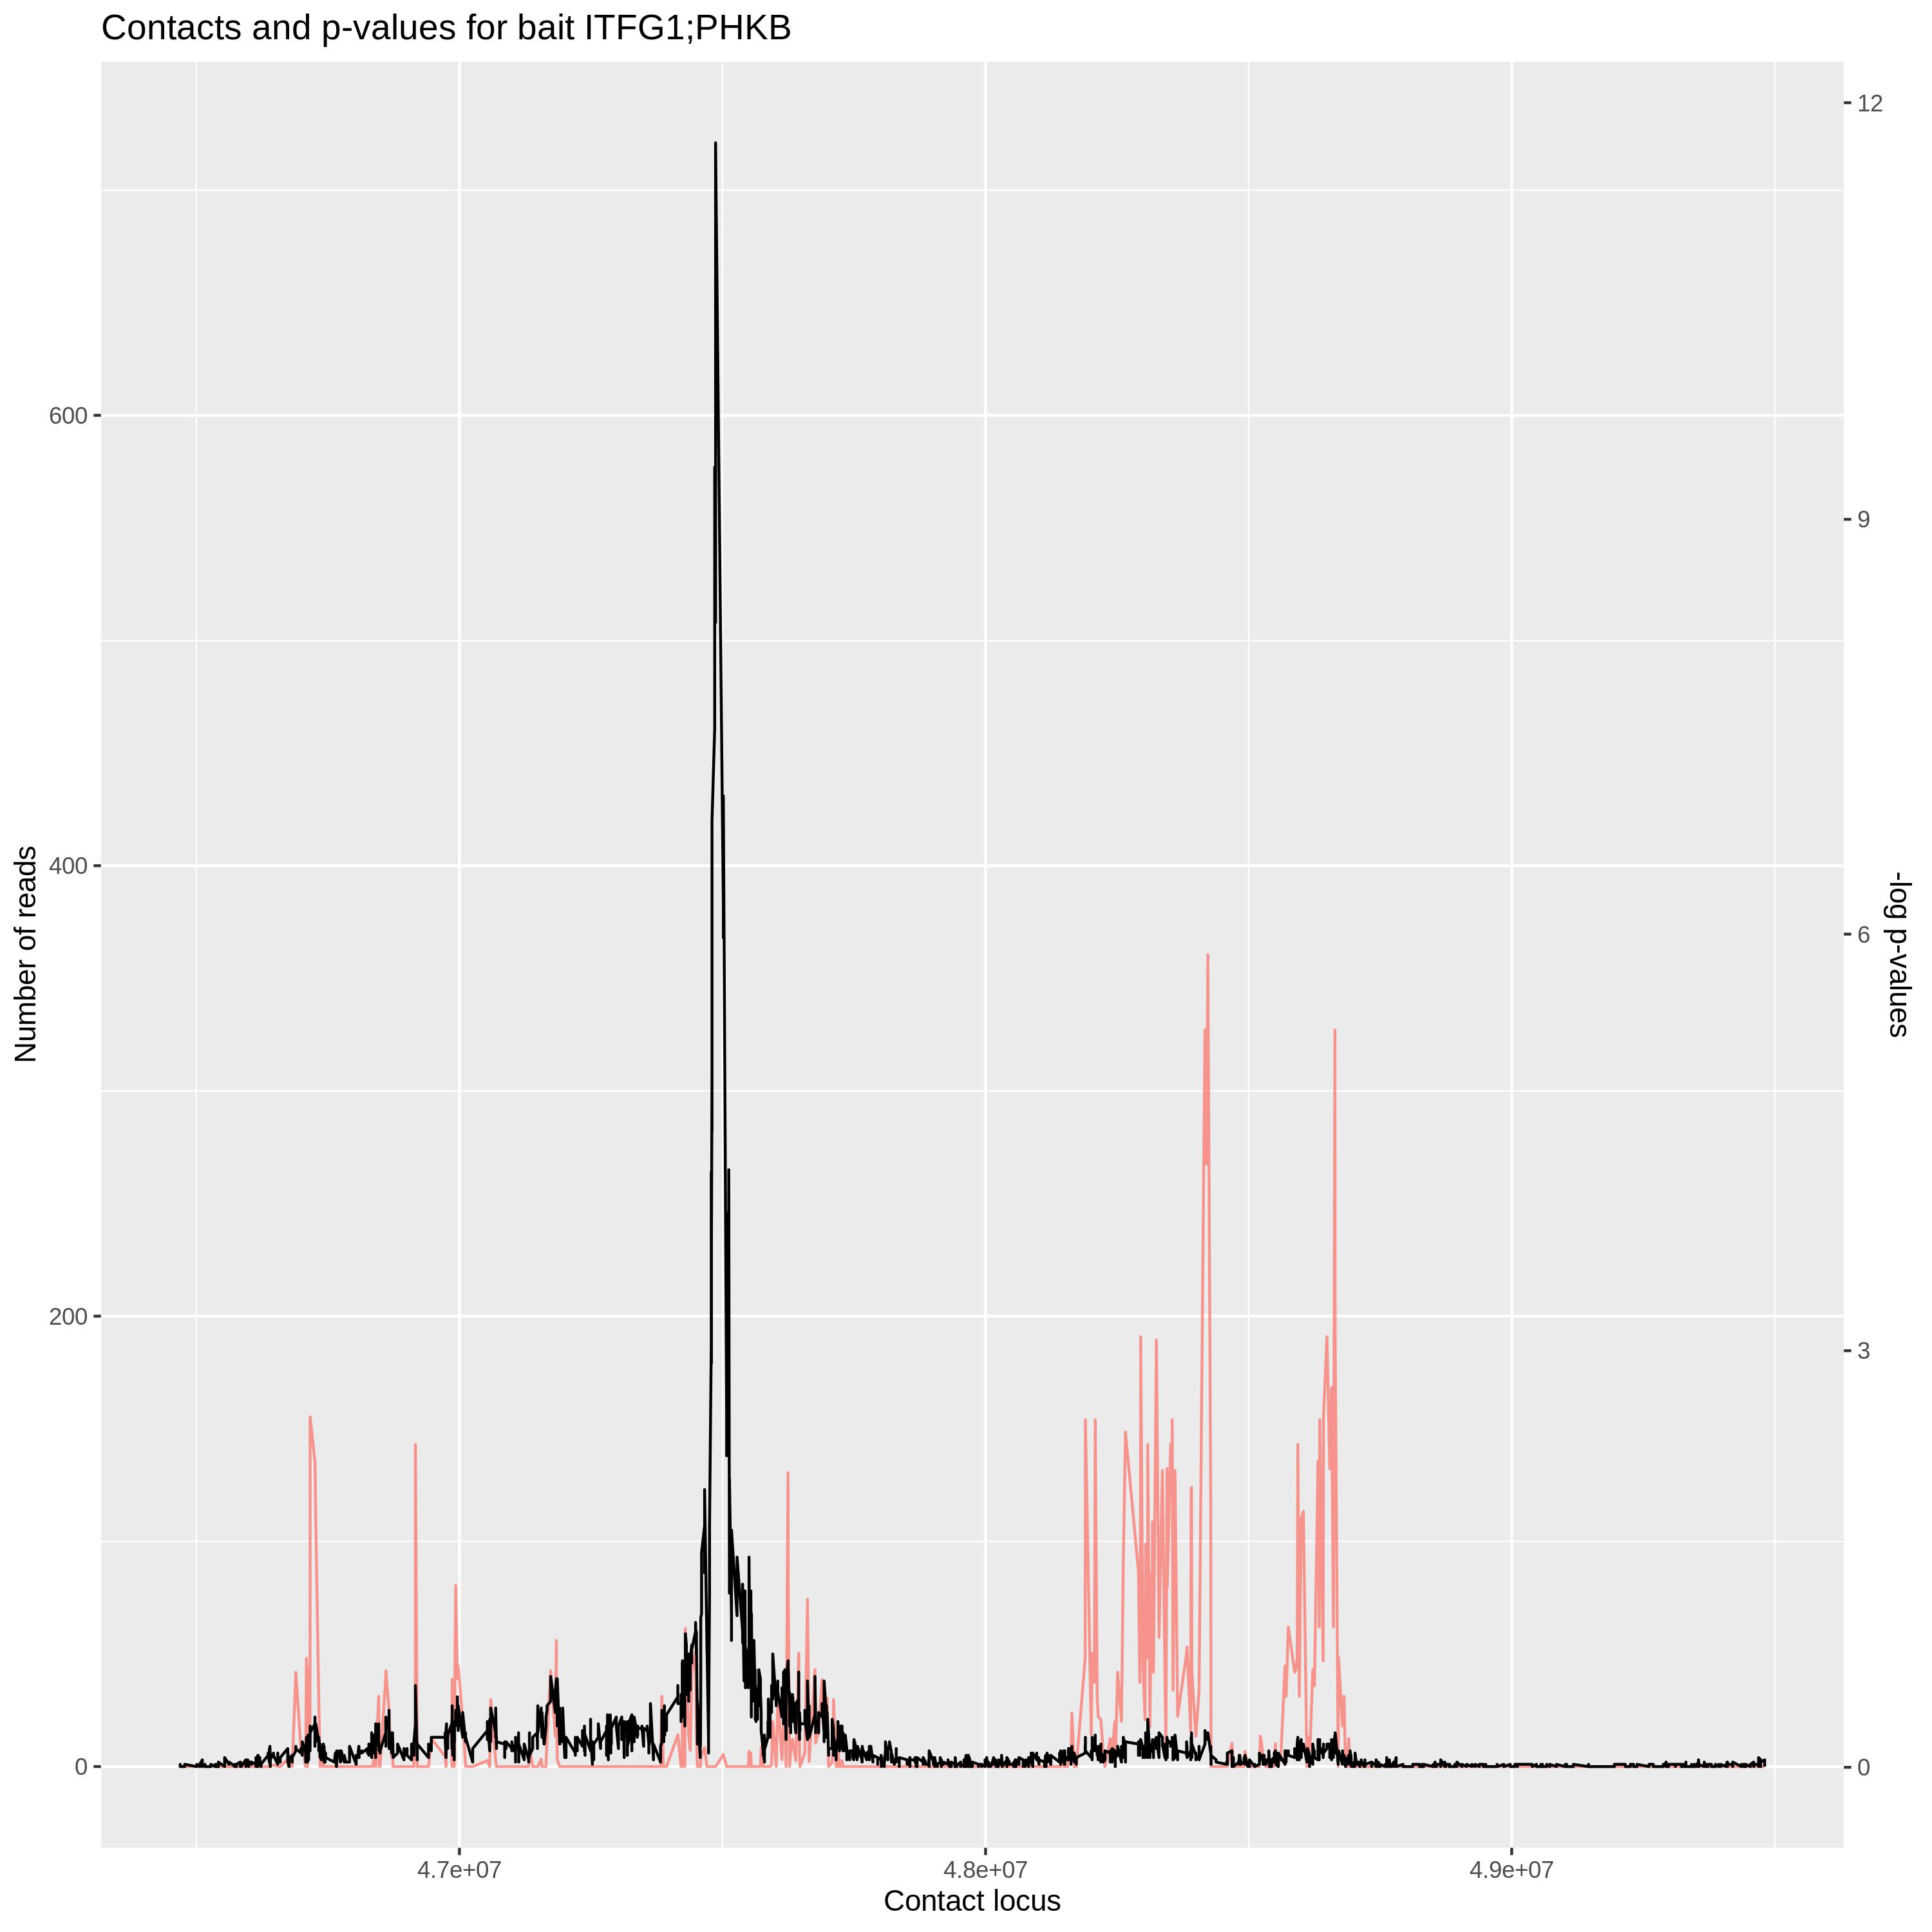 Contacts and p-values for bait ITFG1;PHKB
12
9
6
3
0
-log p-values
600
400
200
0
Number of reads
4.7e+07
4.8e+07
4.9e+07
Contact locus